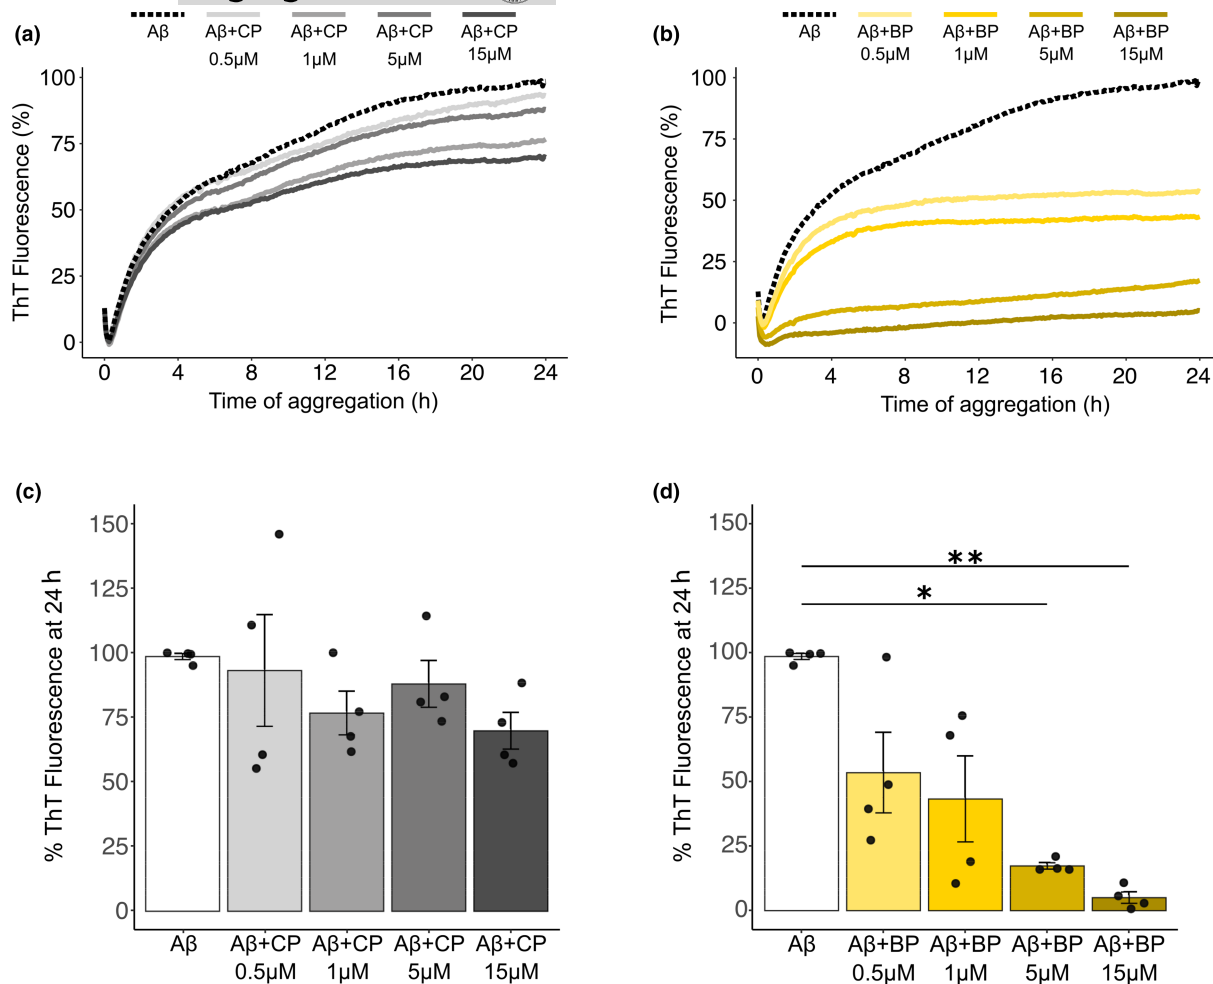 (a)
Aβ Aβ+CP Aβ+CP Aβ+CP Aβ+CP
0.5μM 1μM 5μM 15μM
ThT Fluorescence (%)
100
75
50
25
0
0 4 8 12 16 20 24
Time of aggregation (h)
(b)
Aβ Aβ+BP Aβ+BP Aβ+BP Aβ+BP
0.5μM 1μM 5μM 15μM
ThT Fluorescence (%)
100
75
50
25
0
0 4 8 12 16 20 24
Time of aggregation (h)
(c)
% ThT Fluorescence at 24 h
150
125
100
75
50
25
0
Aβ Aβ+CP Aβ+CP Aβ+CP Aβ+CP
0.5μM 1μM 5μM 15μM
(d)
% ThT Fluorescence at 24 h
150
125
100
75
50
25
0
**
*
Aβ Aβ+BP Aβ+BP Aβ+BP Aβ+BP
0.5μM 1μM 5μM 15μM